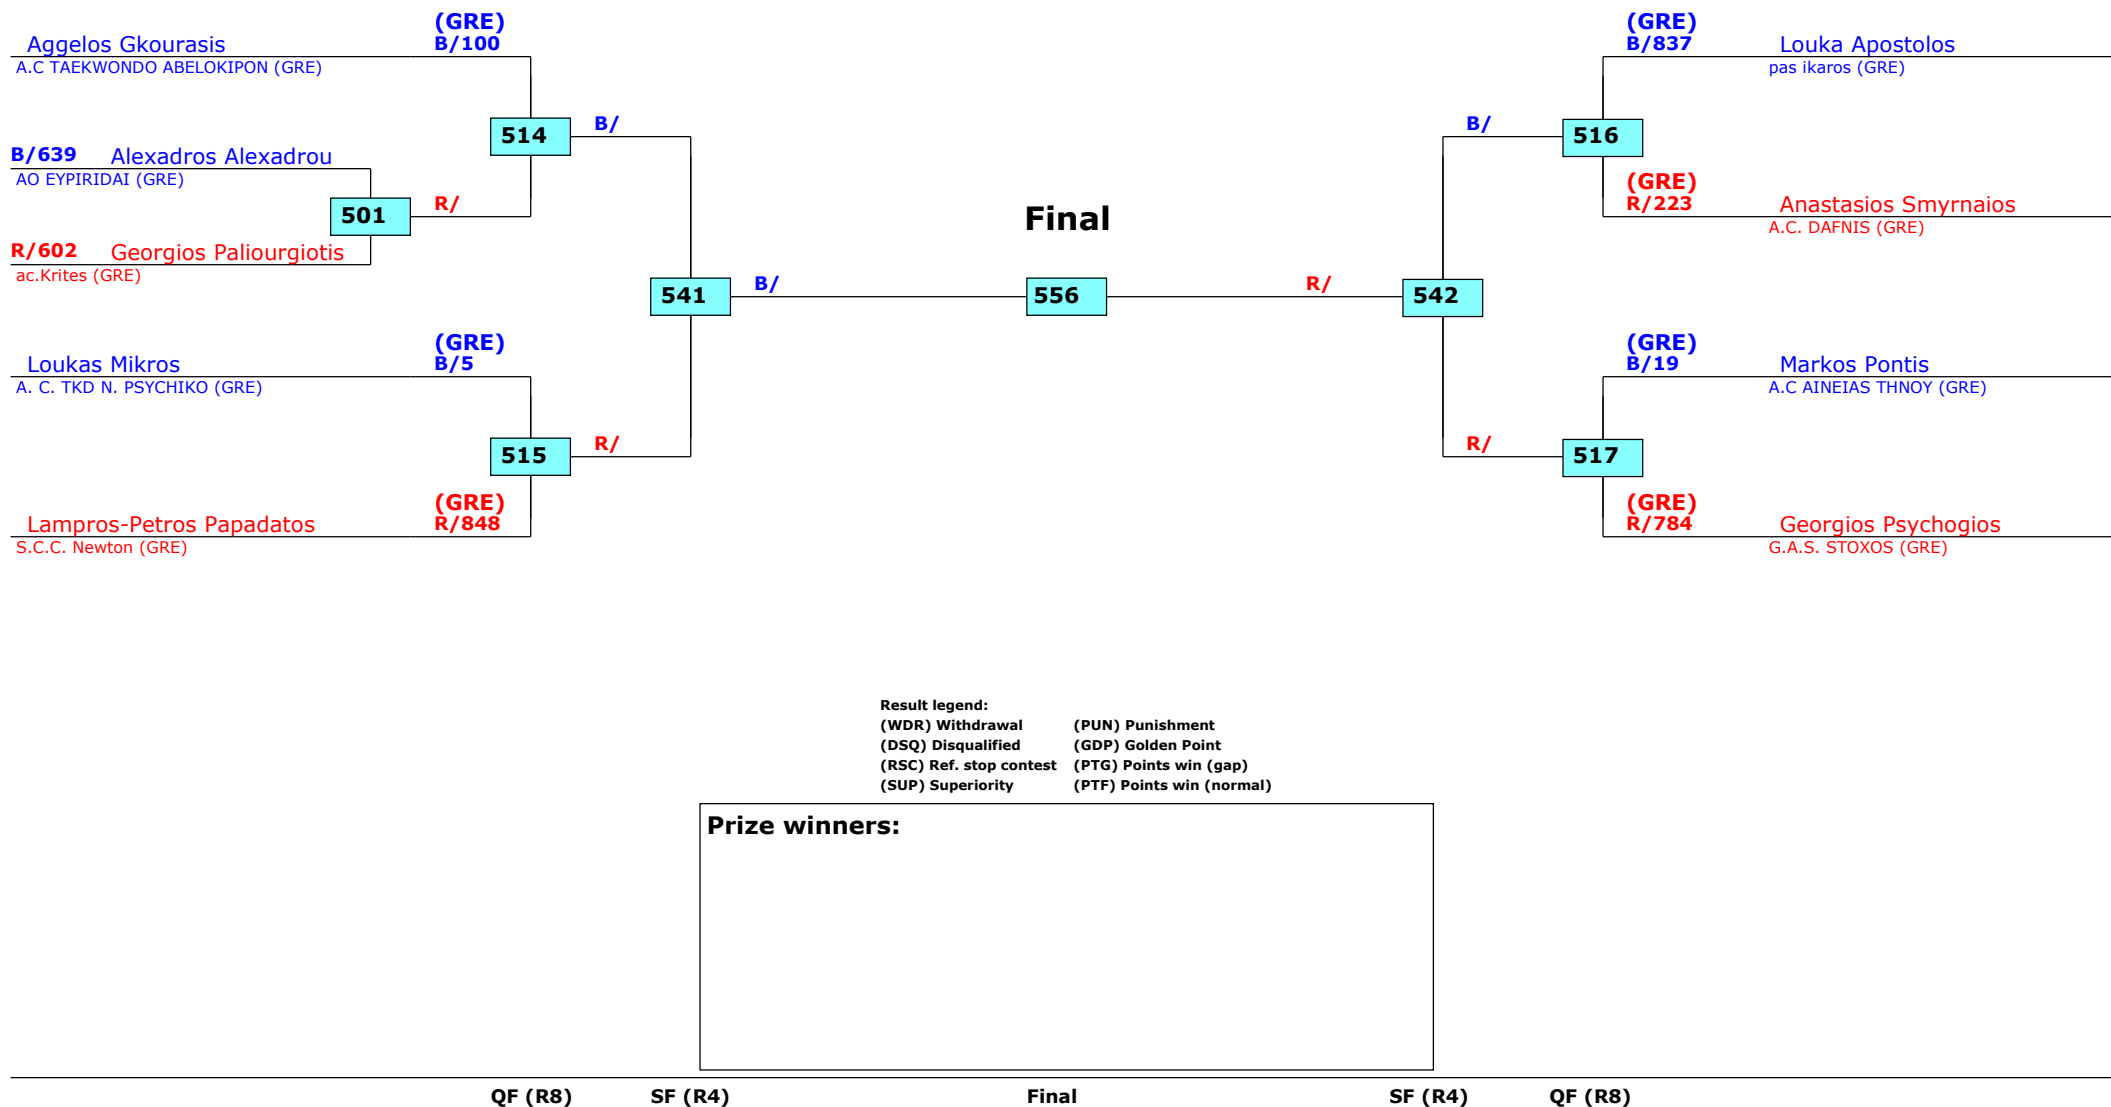 (GRE)
Aggelos Gkourasis B/100
A.C TAEKWONDO ABELOKIPON (GRE)
514
B/
B/639 Alexadros Alexadrou
AO EYPIRIDAI (GRE)
501
R/
R/602 Georgios Paliourgiotis
ac.Krites (GRE)
541
B/
(GRE)
Loukas Mikros B/5
A. C. TKD N. PSYCHIKO (GRE)
515
R/
(GRE)
Lampros-Petros Papadatos R/848
S.C.C. Newton (GRE)
Final
556
(GRE)
B/837 Louka Apostolos
pas ikaros (GRE)
B/
516
(GRE)
R/223 Anastasios Smyrnaios
A.C. DAFNIS (GRE)
R/
542
(GRE)
B/19 Markos Pontis
A.C AINEIAS THNOY (GRE)
R/
517
(GRE)
R/784 Georgios Psychogios
G.A.S. STOXOS (GRE)
Result legend:
(WDR) Withdrawal (PUN) Punishment
(DSQ) Disqualified (GDP) Golden Point
(RSC) Ref. stop contest (PTG) Points win (gap)
(SUP) Superiority (PTF) Points win (normal)
Prize winners:
QF (R8) SF (R4) Final SF (R4) QF (R8)